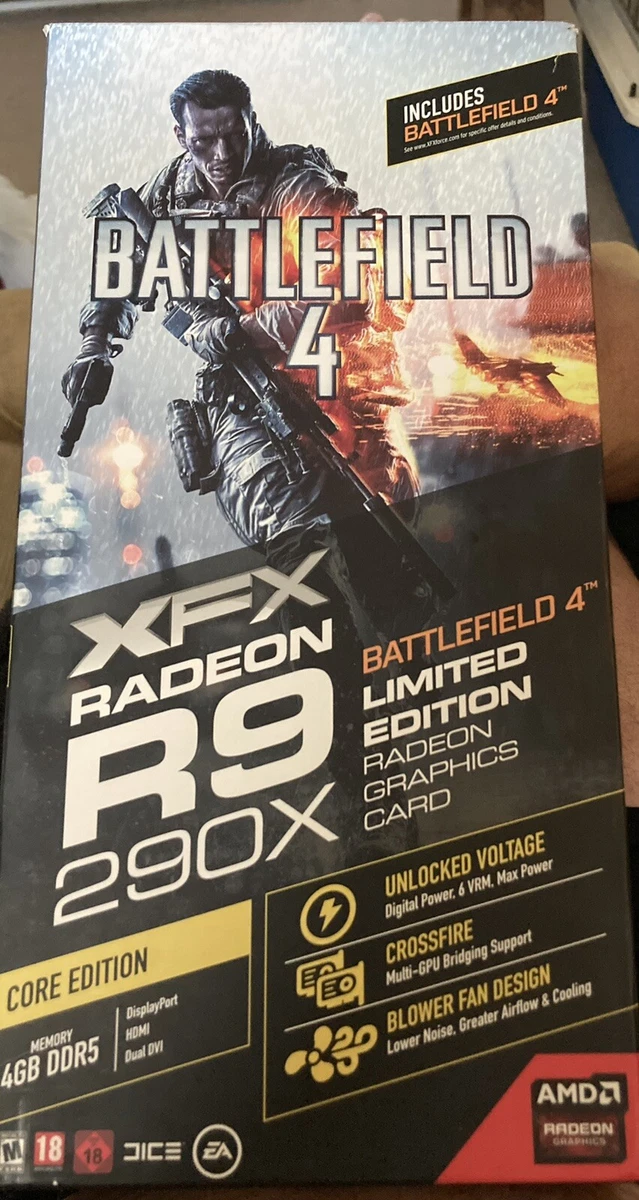 INCLUDES
BATTLEFIELD 4™
See www.XFXforce.com for specific offer details and conditions.
BATTLEFIELD
4
XFX
RADEON
R9
290X
BATTLEFIELD 4™
LIMITED
EDITION
RADEON
GRAPHICS
CARD
UNLOCKED VOLTAGE
Digital Power, 6 VRM, Max Power
CROSSFIRE
Multi-GPU Bridging Support
BLOWER FAN DESIGN
Lower Noise, Greater Airflow & Cooling
CORE EDITION
MEMORY
4GB DDR5
DisplayPort
HDMI
Dual DVI
M
18
18
DICE
EA
AMD
RADEON
GRAPHICS